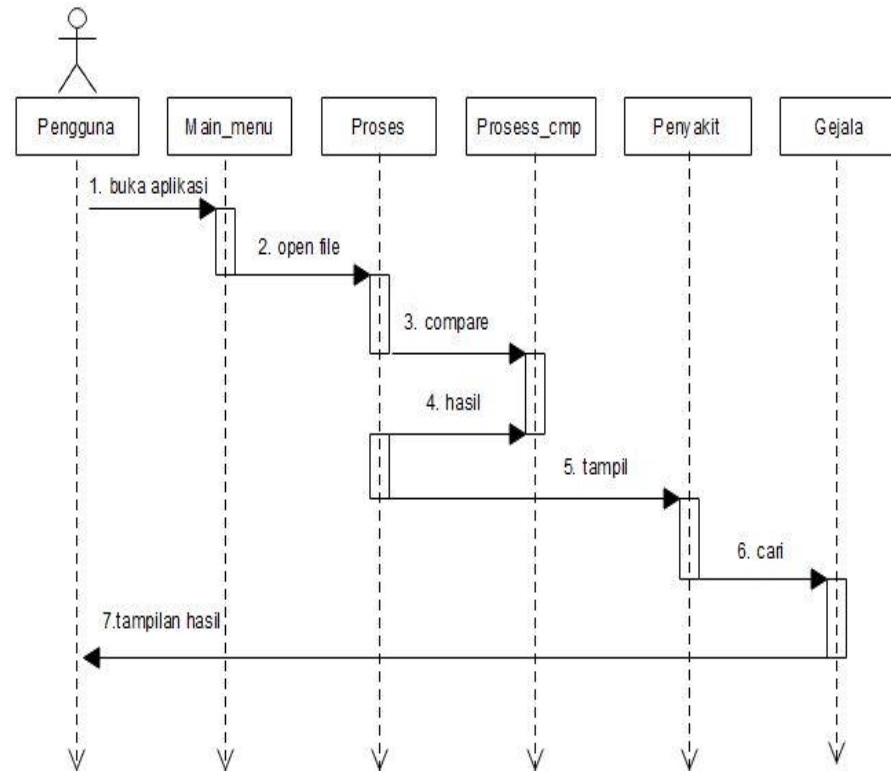 Pengguna
Main_menu
Proses
Prosess_cmp
Penyakit
Gejala
1. buka aplikasi
2. open file
3. compare
4. hasil
5. tampil
6. cari
7.tampilan hasil